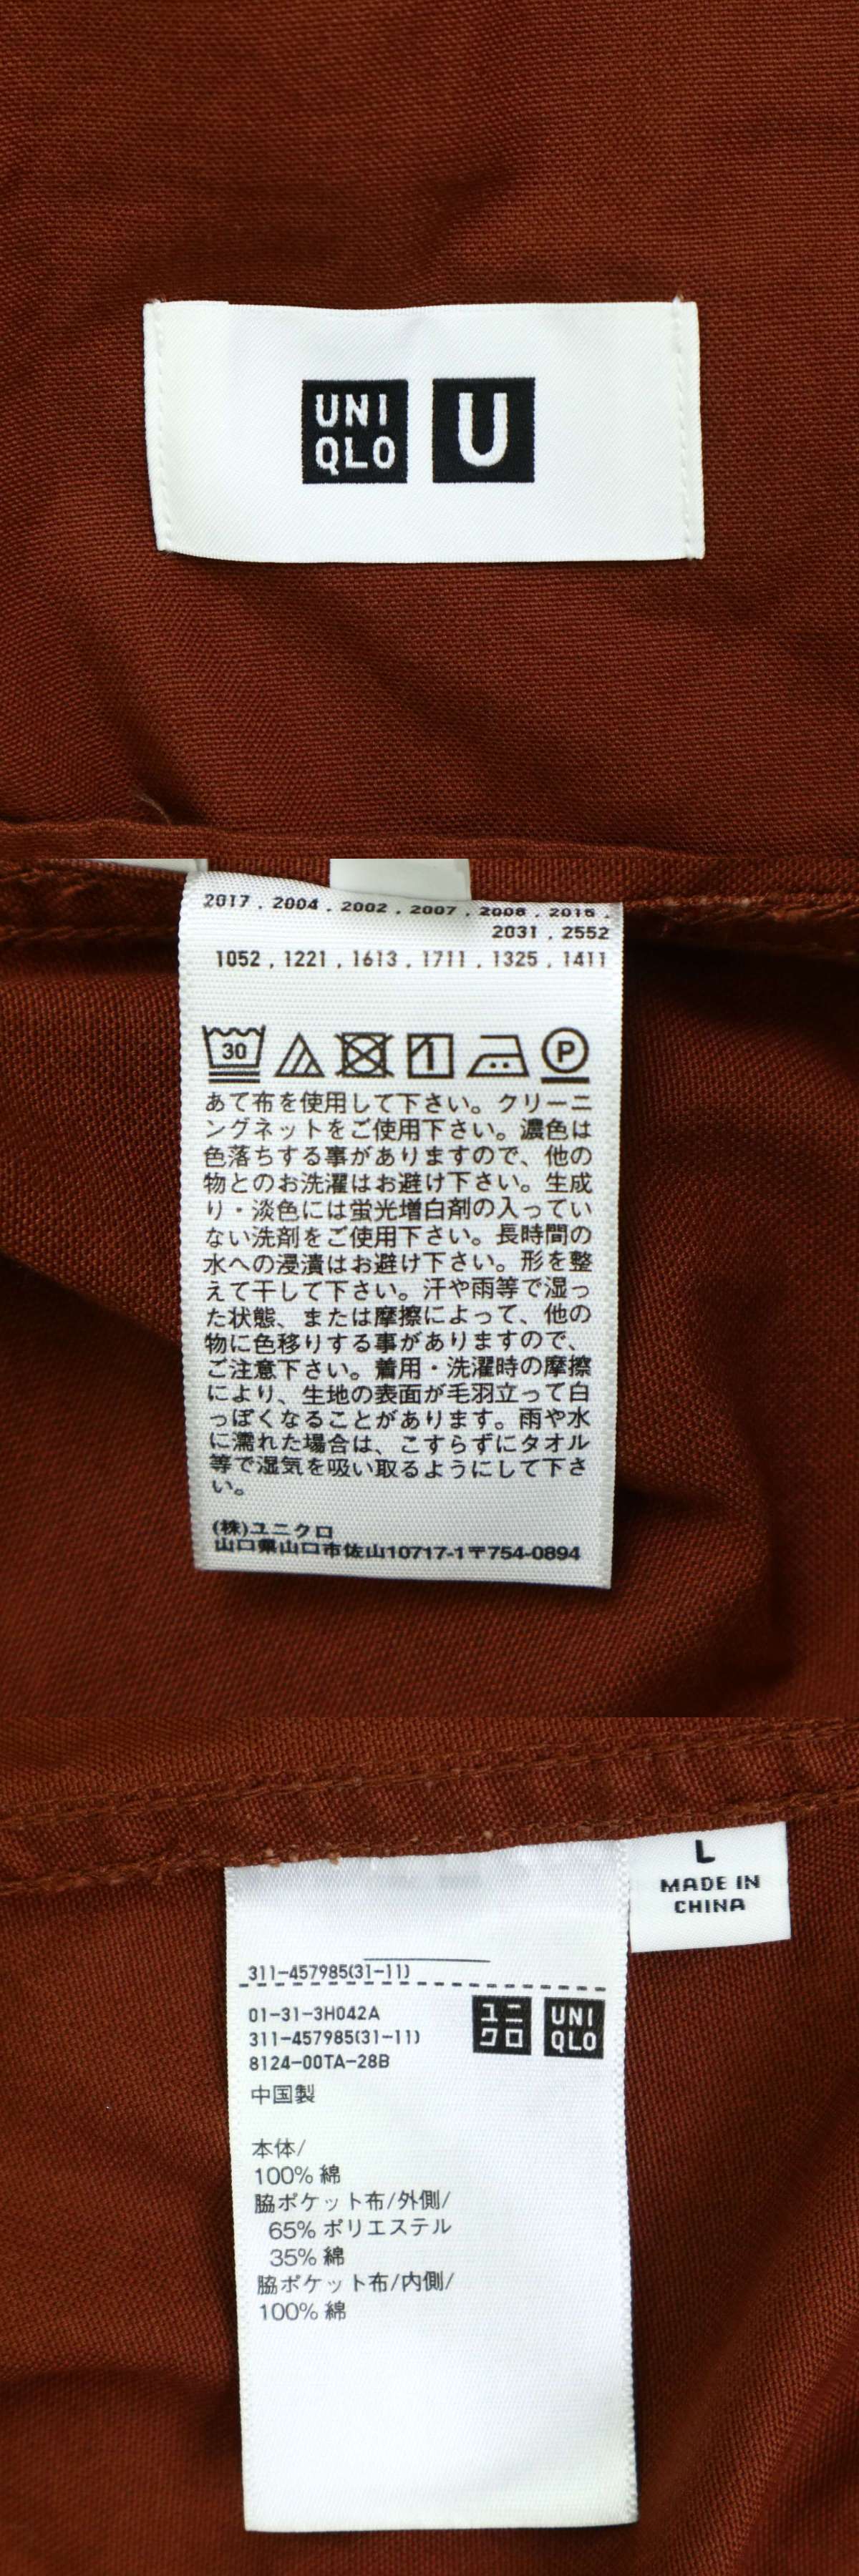 UNI
QLO
U
2017 , 2004 , 2002 , 2007 , 2008 , 2016 ,
2031 , 2552
1052 , 1221 , 1613 , 1711 , 1325 , 1411
30
P
あて布を使用して下さい。クリーニ
ングネットをご使用下さい。濃色は
色落ちする事がありますので、他の
物とのお洗濯はお避け下さい。生成
り・淡色には蛍光増白剤の入ってい
ない洗剤をご使用下さい。長時間の
水への浸漬はお避け下さい。形を整
えて干して下さい。汗や雨等で湿っ
た状態、または摩擦によって、他の
物に色移りする事がありますので、
ご注意下さい。着用・洗濯時の摩擦
により、生地の表面が毛羽立って白
っぽくなることがあります。雨や水
に濡れた場合は、こすらずにタオル
等で湿気を吸い取るようにして下さ
い。
(株)ユニクロ
山口県山口市佐山10717-1〒754-0894
L
MADE IN
CHINA
311-457985(31-11)
01-31-3H042A
311-457985(31-11)
8124-00TA-28B
ユニ
クロ
UNI
QLO
中国製
本体/
100% 綿
脇ポケット布/外側/
65% ポリエステル
35% 綿
脇ポケット布/内側/
100% 綿